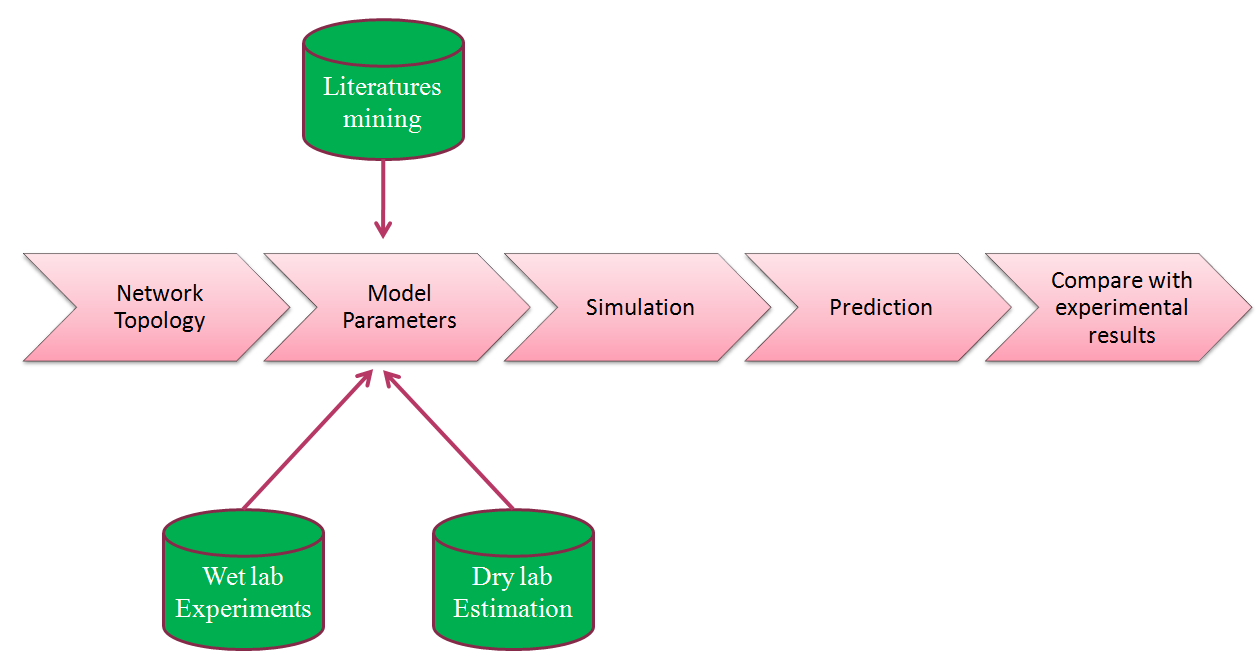 Literatures
mining
Network
Topology
Model
Parameters
Simulation
Prediction
Compare with
experimental
results
Wet lab
Experiments
Dry lab
Estimation